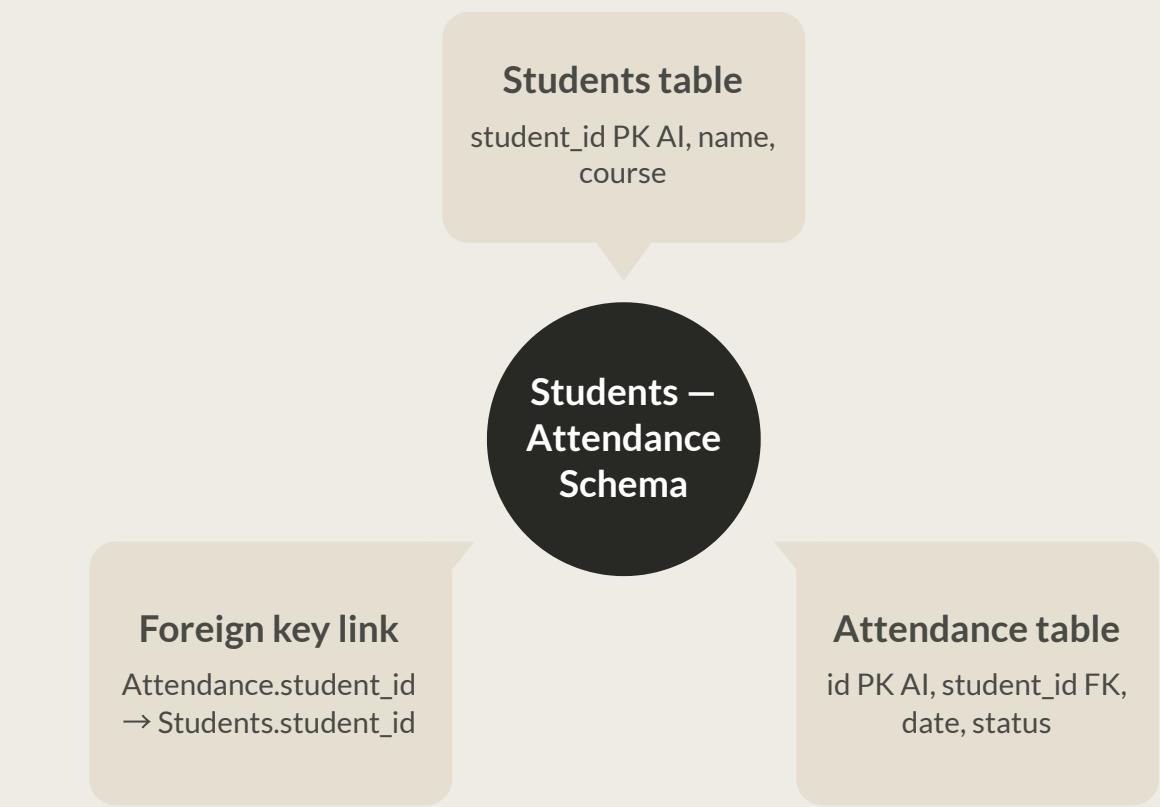 Students table
student_id PK AI, name,
course
Students —
Attendance
Schema
Foreign key link
Attendance.student_id
→ Students.student_id
Attendance table
id PK AI, student_id FK,
date, status